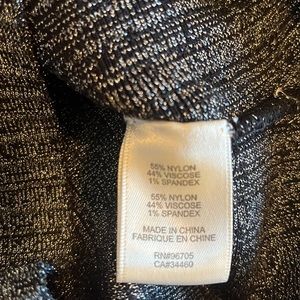 55% NYLON
44% VISCOSE
1% SPANDEX
55% NYLON
44% VISCOSE
1% SPANDEX
MADE IN CHINA
FABRIQUE EN CHINE
RN#96705
CA#34460